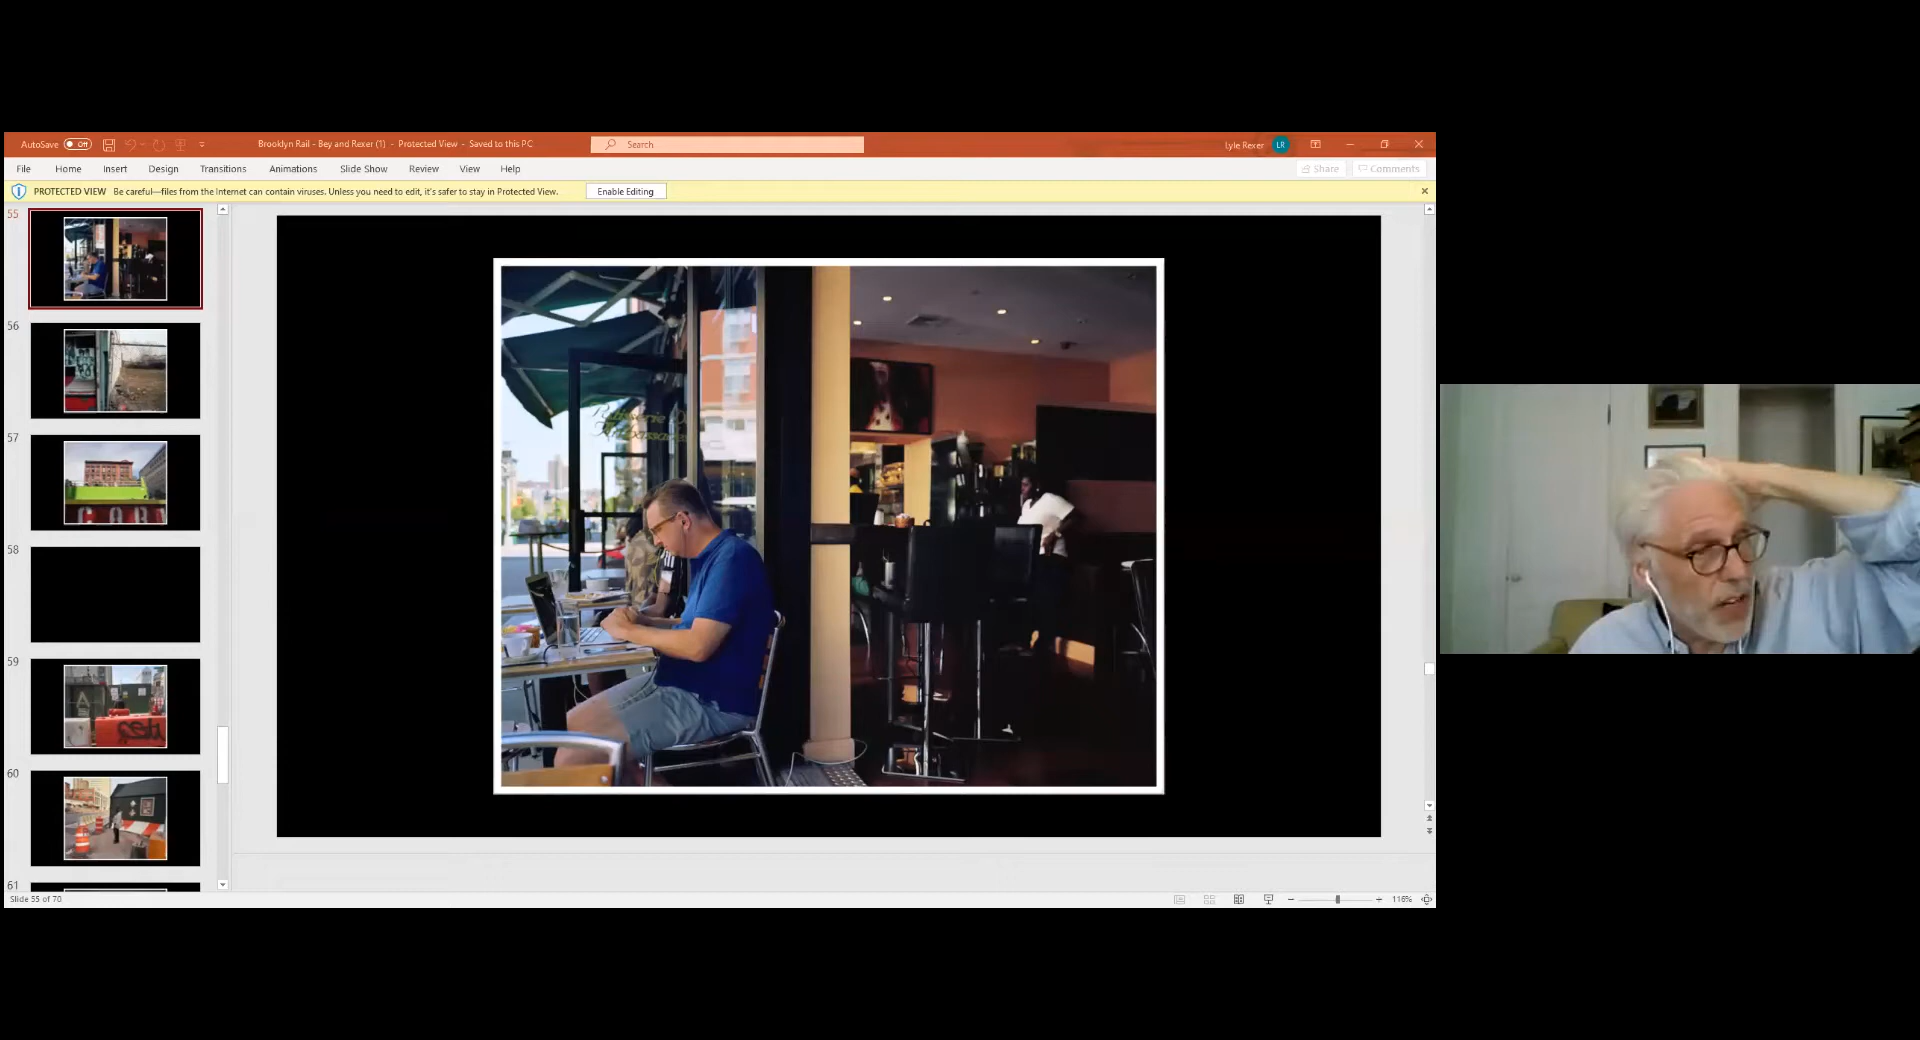 AutoSave Off
Brooklyn Rail - Bey and Rexer (1) - Protected View - Saved to this PC
Search
Lyle Rexer LR
File Home Insert Design Transitions Animations Slide Show Review View Help
Share Comments
PROTECTED VIEW Be careful—files from the Internet can contain viruses. Unless you need to edit, it's safer to stay in Protected View. Enable Editing
55
56
57
58
59
60
61
Patisserie
Slide 55 of 70
116%